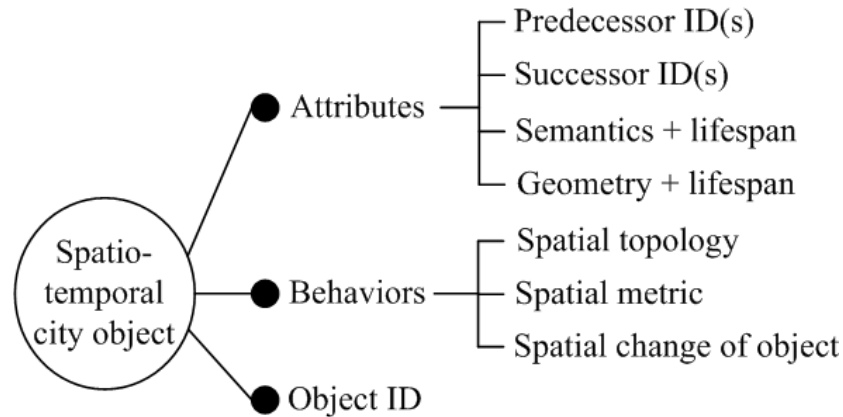 Spatio-
temporal
city object
Attributes
Predecessor ID(s)
Successor ID(s)
Semantics + lifespan
Geometry + lifespan
Behaviors
Spatial topology
Spatial metric
Spatial change of object
Object ID